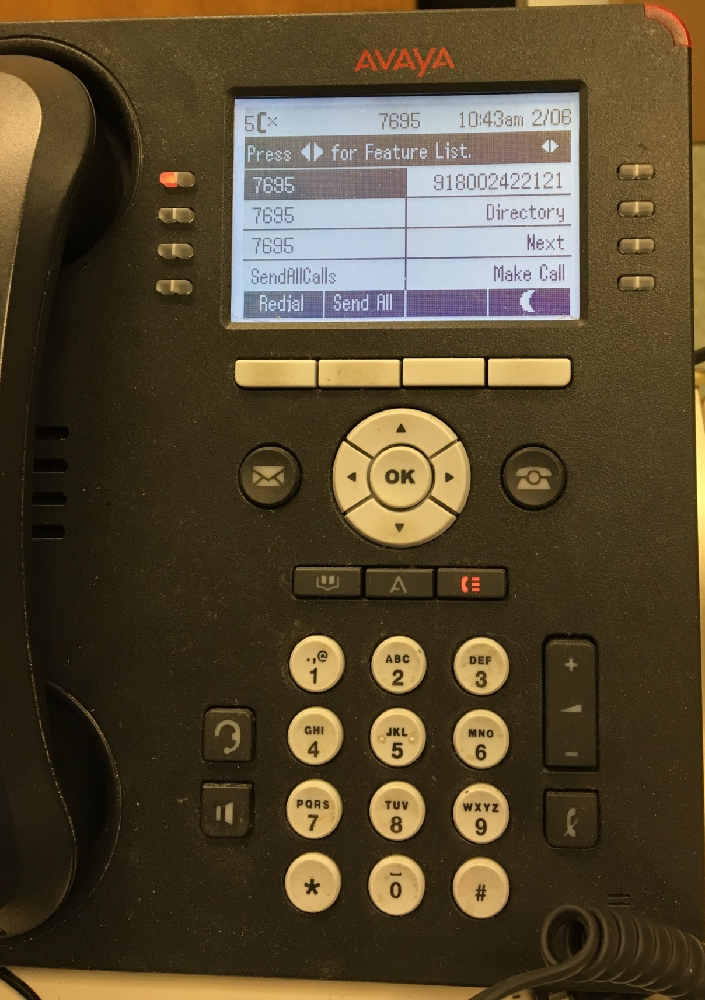 AVAYA
5 7695 10:43am 2/06
Press for Feature List.
7695 918002422121
7695 Directory
7695 Next
SendAllCalls Make Call
Redial Send All
OK
.,@ ABC DEF
1 2 3
GHI JKL MNO
4 5 6
PQRS TUV WXYZ
7 8 9
* 0 #
+
-